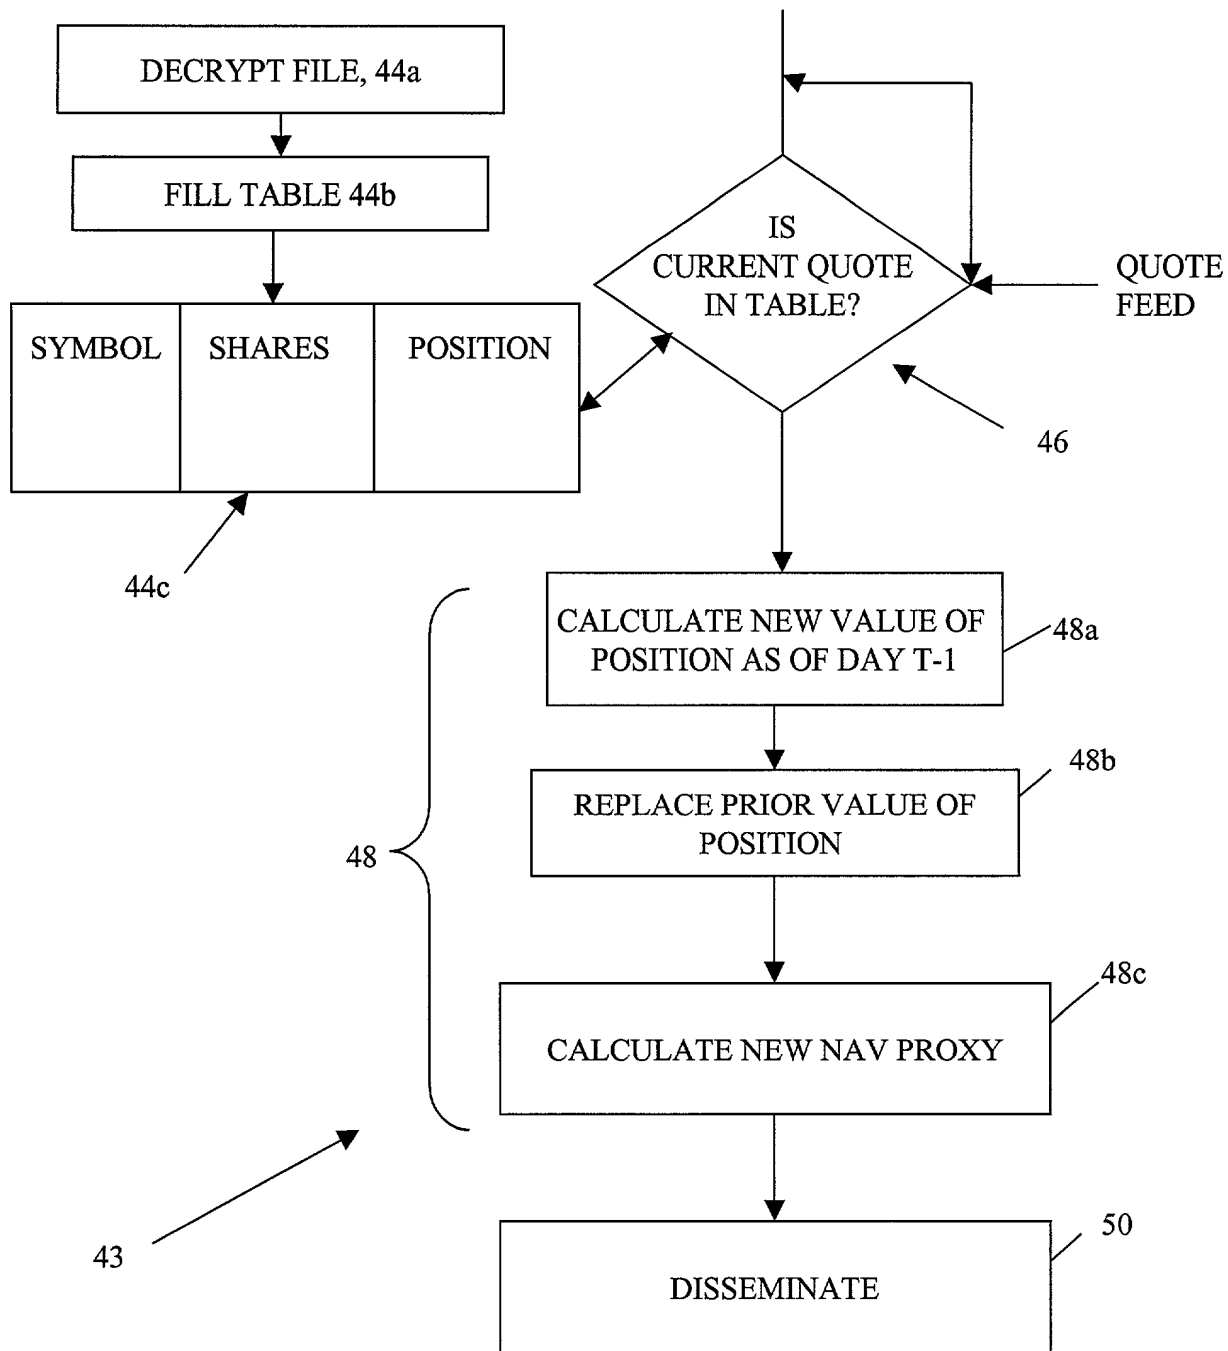 DECRYPT FILE, 44a
FILL TABLE 44b
SYMBOL
SHARES
POSITION
44c
IS
CURRENT QUOTE
IN TABLE?
QUOTE
FEED
46
CALCULATE NEW VALUE OF
POSITION AS OF DAY T-1
48a
REPLACE PRIOR VALUE OF
POSITION
48b
48
CALCULATE NEW NAV PROXY
48c
43
DISSEMINATE
50